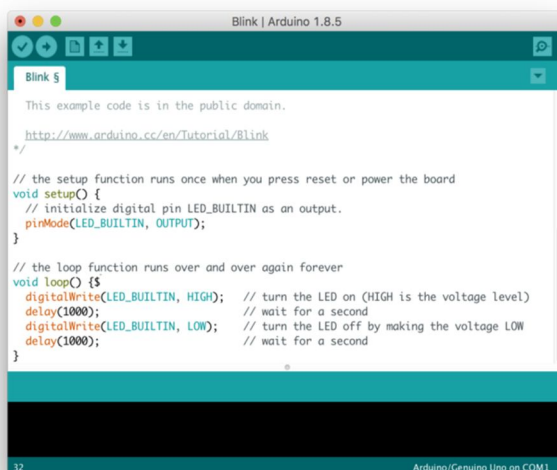 Blink | Arduino 1.8.5
Blink §
This example code is in the public domain.
http://www.arduino.cc/en/Tutorial/Blink
*/
// the setup function runs once when you press reset or power the board
void setup() {
// initialize digital pin LED_BUILTIN as an output.
pinMode(LED_BUILTIN, OUTPUT);
}
// the loop function runs over and over again forever
void loop() {$
digitalWrite(LED_BUILTIN, HIGH); // turn the LED on (HIGH is the voltage level)
delay(1000); // wait for a second
digitalWrite(LED_BUILTIN, LOW); // turn the LED off by making the voltage LOW
delay(1000); // wait for a second
}
32 Arduino/Genuino Uno on COM1